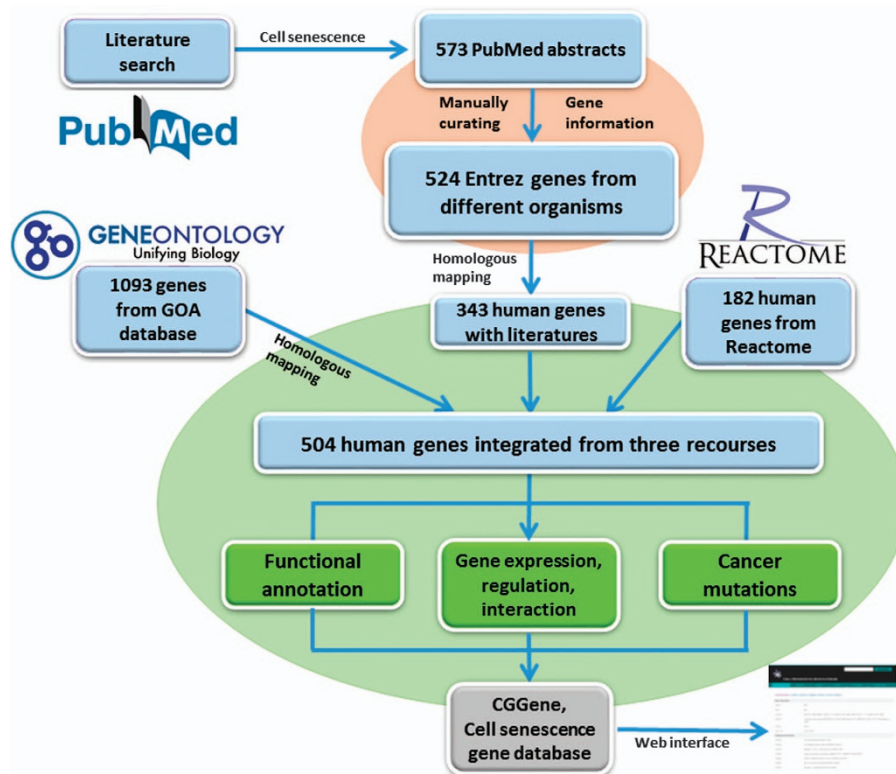 Literature
search
Cell senescence
573 PubMed abstracts
PubMed
Manually
curating
Gene
information
524 Entrez genes from
different organisms
GENEONTOLOGY
Unifying Biology
REACTOME
Homologous
mapping
1093 genes
from GOA
database
343 human genes
with literatures
182 human
genes from
Reactome
Homologous
mapping
504 human genes integrated from three recourses
Functional
annotation
Gene expression,
regulation,
interaction
Cancer
mutations
CGGene,
Cell senescence
gene database
Web interface